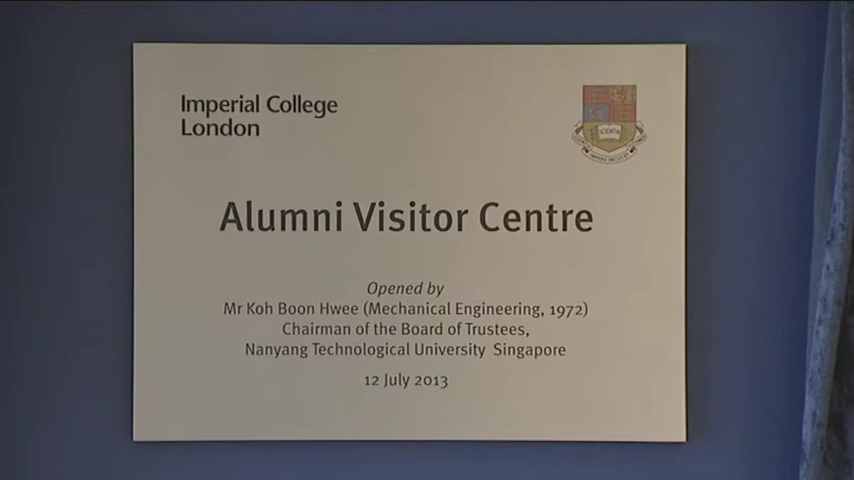 Imperial College
London
SCIENTIA
Alumni Visitor Centre
Opened by
Mr Koh Boon Hwee (Mechanical Engineering, 1972)
Chairman of the Board of Trustees,
Nanyang Technological University Singapore
12 July 2013